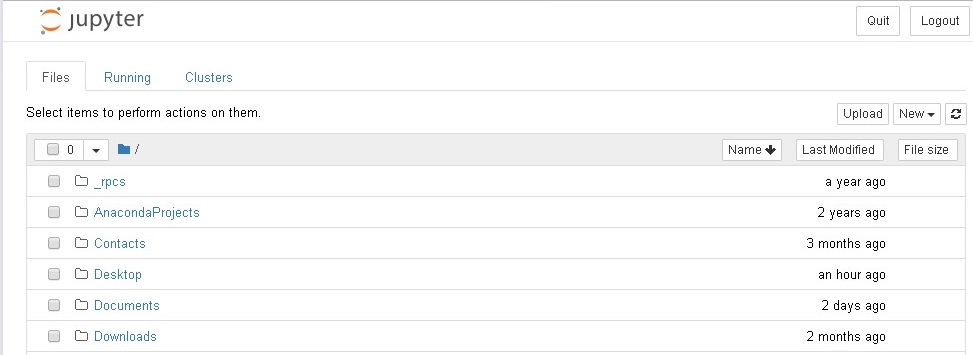 jupyter Quit Logout
Files Running Clusters
Select items to perform actions on them. Upload New
0 / Name Last Modified File size
_rpcs a year ago
AnacondaProjects 2 years ago
Contacts 3 months ago
Desktop an hour ago
Documents 2 days ago
Downloads 2 months ago